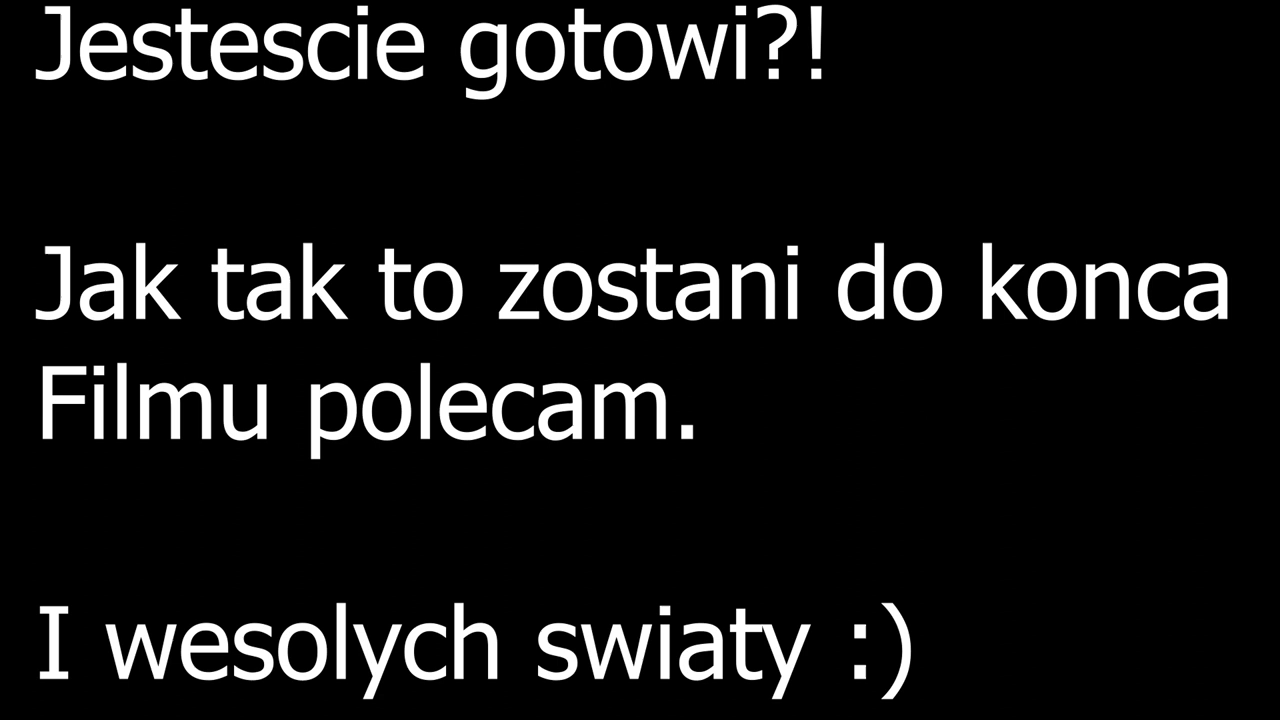 Jestescie gotowi?!
Jak tak to zostani do konca
Filmu polecam.
I wesolych swiaty :)